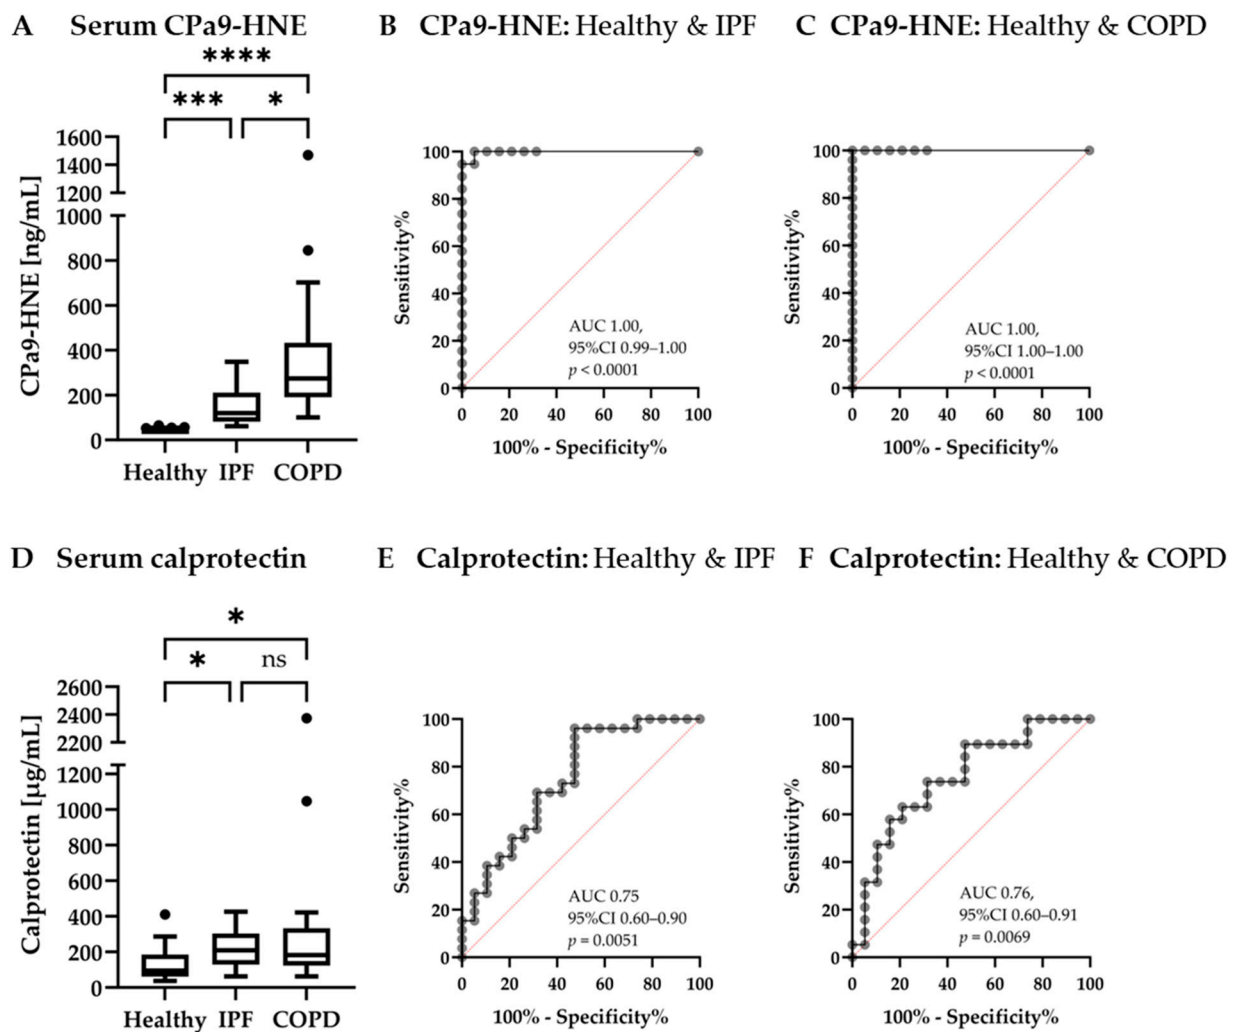 A Serum CPa9-HNE
****
*** *
CPa9-HNE [ng/mL]
1600
1400
1200
1000
800
600
400
200
0
Healthy IPF COPD
B CPa9-HNE: Healthy & IPF
Sensitivity%
100
80
60
40
20
0
AUC 1.00,
95%CI 0.99–1.00
p < 0.0001
0 20 40 60 80 100
100% - Specificity%
C CPa9-HNE: Healthy & COPD
Sensitivity%
100
80
60
40
20
0
AUC 1.00,
95%CI 1.00–1.00
p < 0.0001
0 20 40 60 80 100
100% - Specificity%
D Serum calprotectin
*
* ns
Calprotectin [µg/mL]
2600
2400
2200
1200
1000
800
600
400
200
0
Healthy IPF COPD
E Calprotectin: Healthy & IPF
Sensitivity%
100
80
60
40
20
0
AUC 0.75
95%CI 0.60–0.90
p = 0.0051
0 20 40 60 80 100
100% - Specificity%
F Calprotectin: Healthy & COPD
Sensitivity%
100
80
60
40
20
0
AUC 0.76,
95%CI 0.60–0.91
p = 0.0069
0 20 40 60 80 100
100% - Specificity%